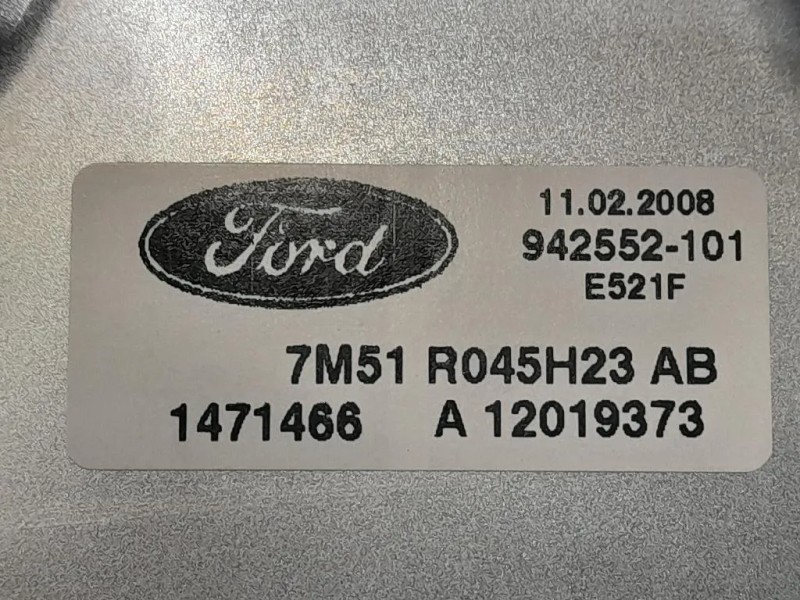 Ford
11.02.2008
942552-101
E521F
7M51 R045H23 AB
1471466 A 12019373